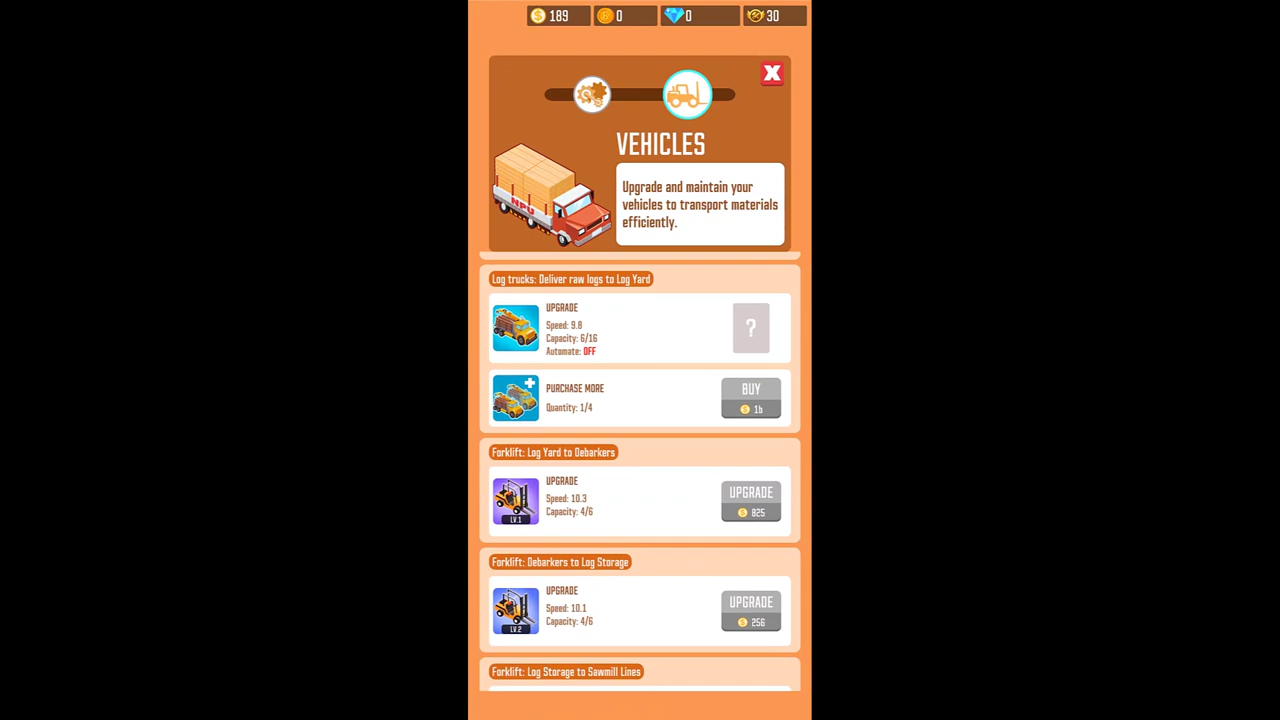 189
0
0
30
VEHICLES
NPU
Upgrade and maintain your
vehicles to transport materials
efficiently.
Log trucks: Deliver raw logs to Log Yard
UPGRADE
Speed: 9.8
Capacity: 6/16
Automate: OFF
?
PURCHASE MORE
Quantity: 1/4
BUY
1b
Forklift: Log Yard to Debarkers
UPGRADE
Speed: 10.3
Capacity: 4/6
LV.1
UPGRADE
825
Forklift: Debarkers to Log Storage
UPGRADE
Speed: 10.1
Capacity: 4/6
LV.2
UPGRADE
256
Forklift: Log Storage to Sawmill Lines